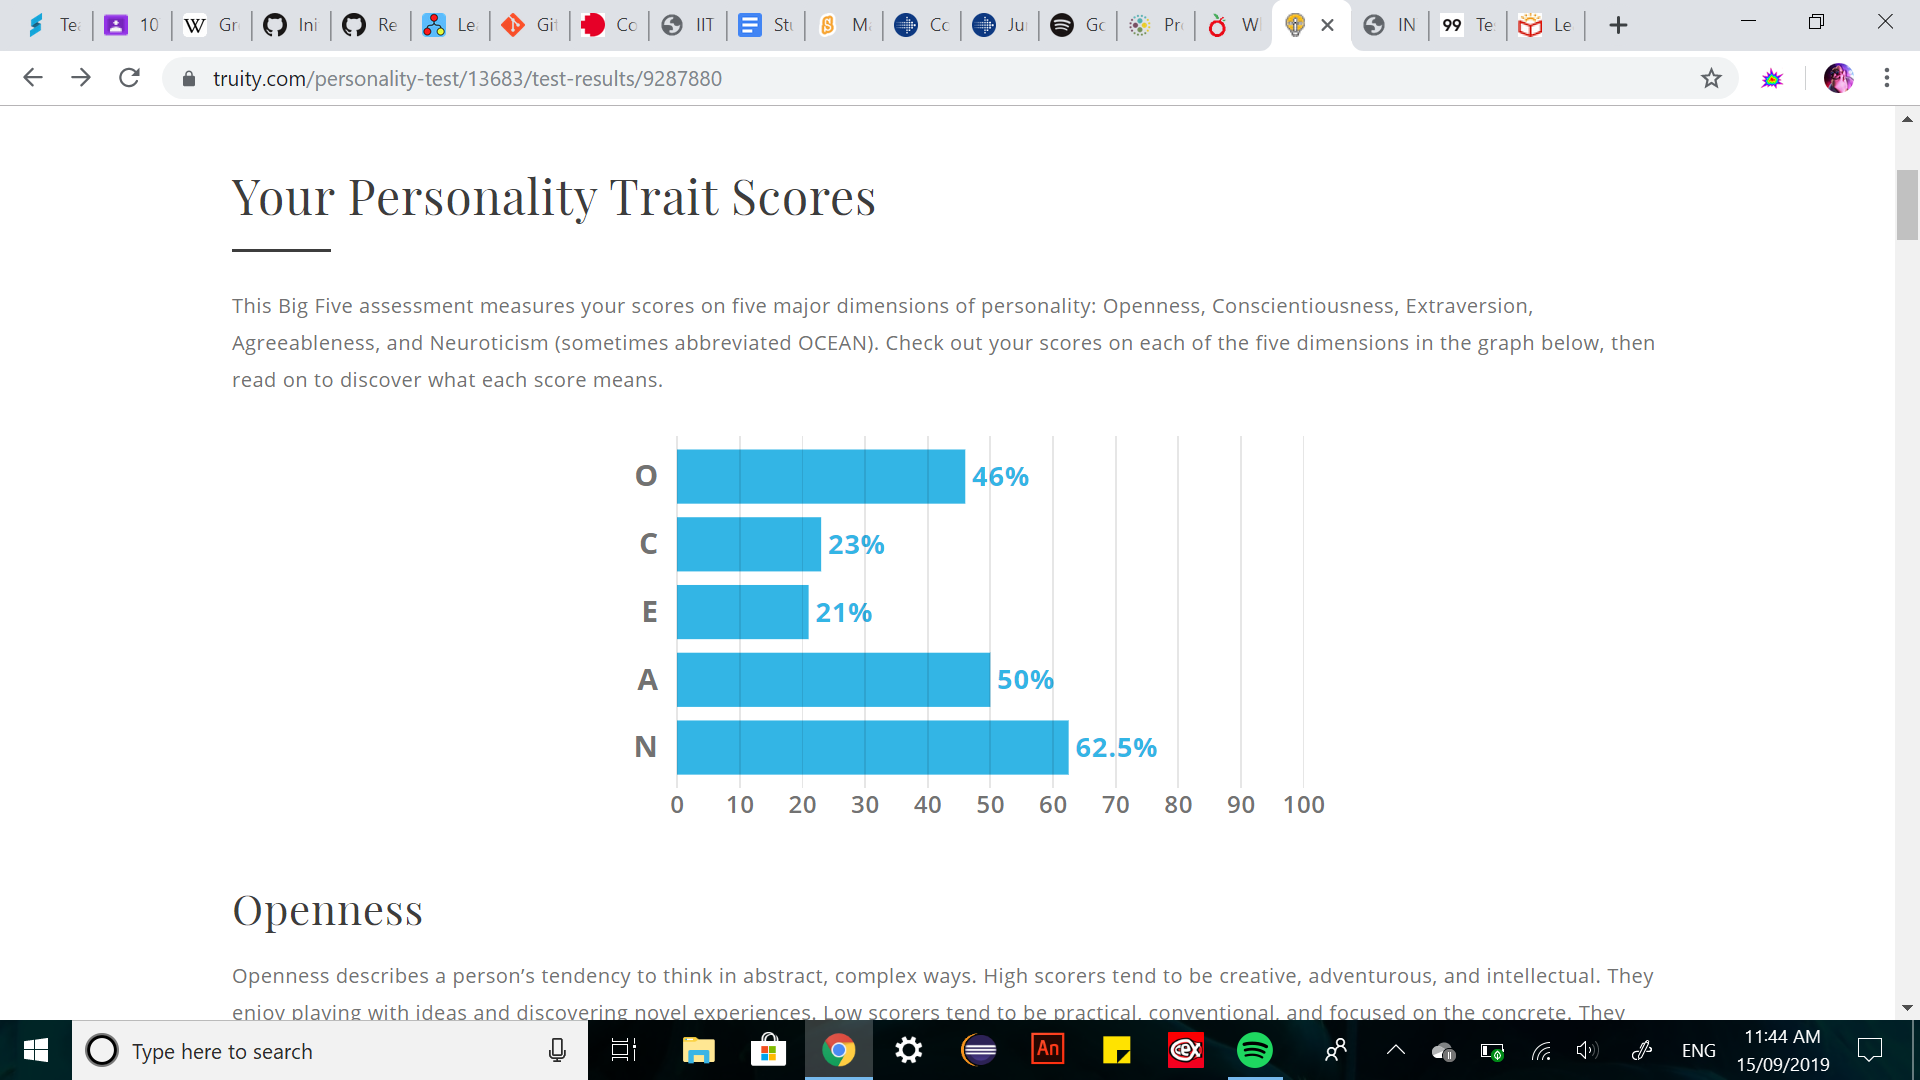 Te
10
Gr
Ini
Re
Le
Git
Co
IIT
Stu
M
Co
Ju
Go
Pr
W
IN
99
Te
Le
truity.com/personality-test/13683/test-results/9287880
Your Personality Trait Scores
This Big Five assessment measures your scores on five major dimensions of personality: Openness, Conscientiousness, Extraversion,
Agreeableness, and Neuroticism (sometimes abbreviated OCEAN). Check out your scores on each of the five dimensions in the graph below, then
read on to discover what each score means.
O 46%
C 23%
E 21%
A 50%
N 62.5%
0 10 20 30 40 50 60 70 80 90 100
Openness
Openness describes a person’s tendency to think in abstract, complex ways. High scorers tend to be creative, adventurous, and intellectual. They
enjoy playing with ideas and discovering novel experiences. Low scorers tend to be practical, conventional, and focused on the concrete. They
Type here to search
An
CeX
ENG
11:44 AM
15/09/2019